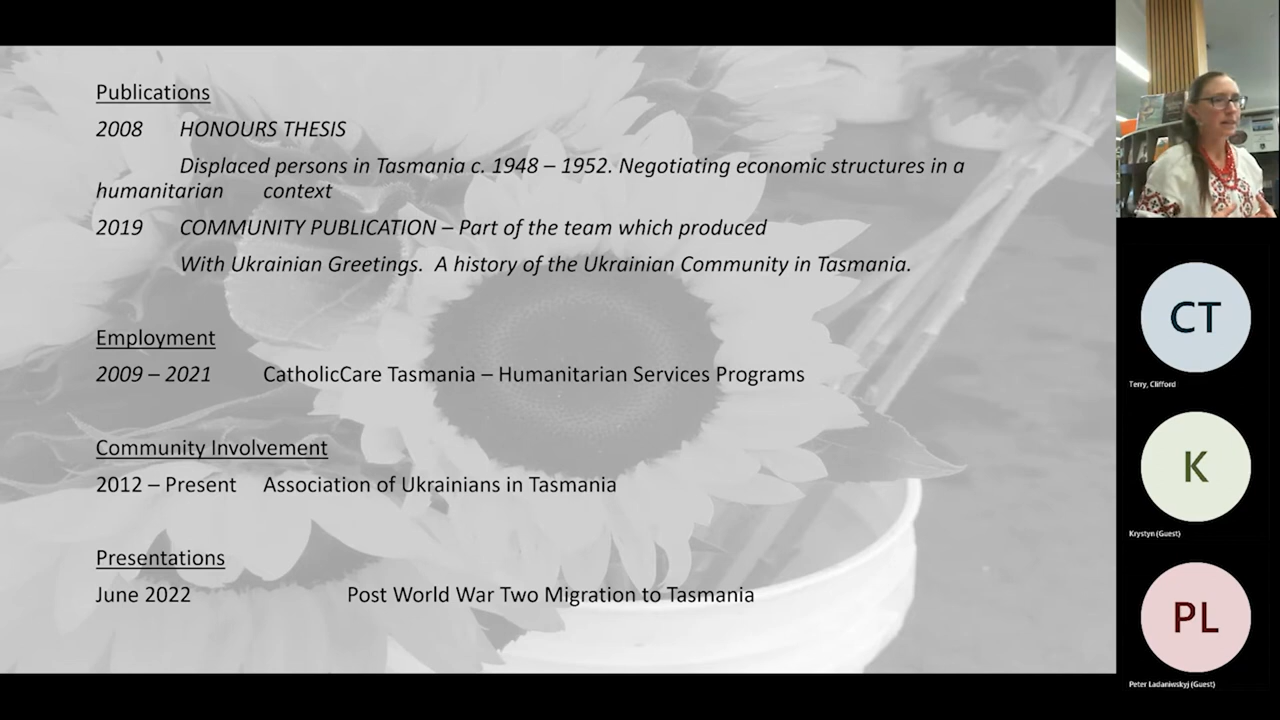 Publications
2008 HONOURS THESIS
Displaced persons in Tasmania c. 1948 – 1952. Negotiating economic structures in a
humanitarian context
2019 COMMUNITY PUBLICATION – Part of the team which produced
With Ukrainian Greetings. A history of the Ukrainian Community in Tasmania.
Employment
2009 – 2021 CatholicCare Tasmania – Humanitarian Services Programs
Community Involvement
2012 – Present Association of Ukrainians in Tasmania
Presentations
June 2022 Post World War Two Migration to Tasmania
CT
Terry, Clifford
K
Krystyn (Guest)
PL
Peter Ladaniwskyj (Guest)